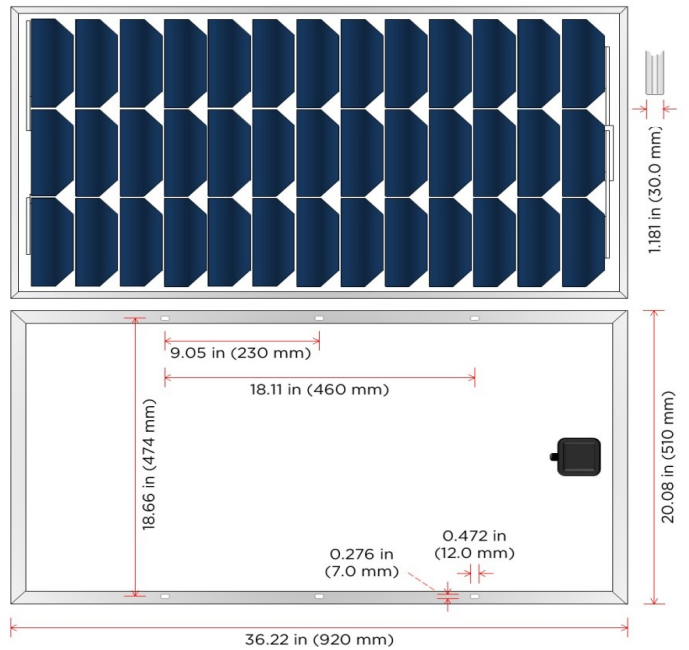 1.181 in (30.0 mm)
9.05 in (230 mm)
18.11 in (460 mm)
18.66 in (474 mm)
20.08 in (510 mm)
0.472 in
(12.0 mm)
0.276 in
(7.0 mm)
36.22 in (920 mm)